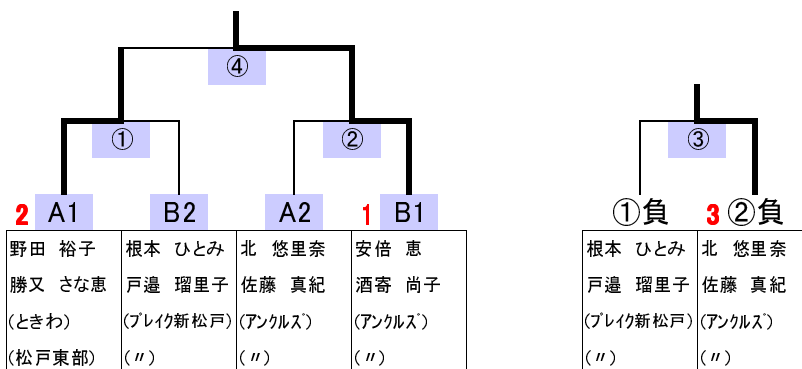 ④
① ② ③
2 A1 B2 A2 1 B1 ①負 3 ②負
野田 裕子 根本 ひとみ 北 悠里奈 安倍 恵 根本 ひとみ 北 悠里奈
勝又 さな恵 戸邉 瑠里子 佐藤 真紀 酒寄 尚子 戸邉 瑠里子 佐藤 真紀
(ときわ) (ブレイク新松戸) (アンクルズ) (アンクルズ) (ブレイク新松戸) (アンクルズ)
(松戸東部) (〃) (〃) (〃) (〃) (〃)